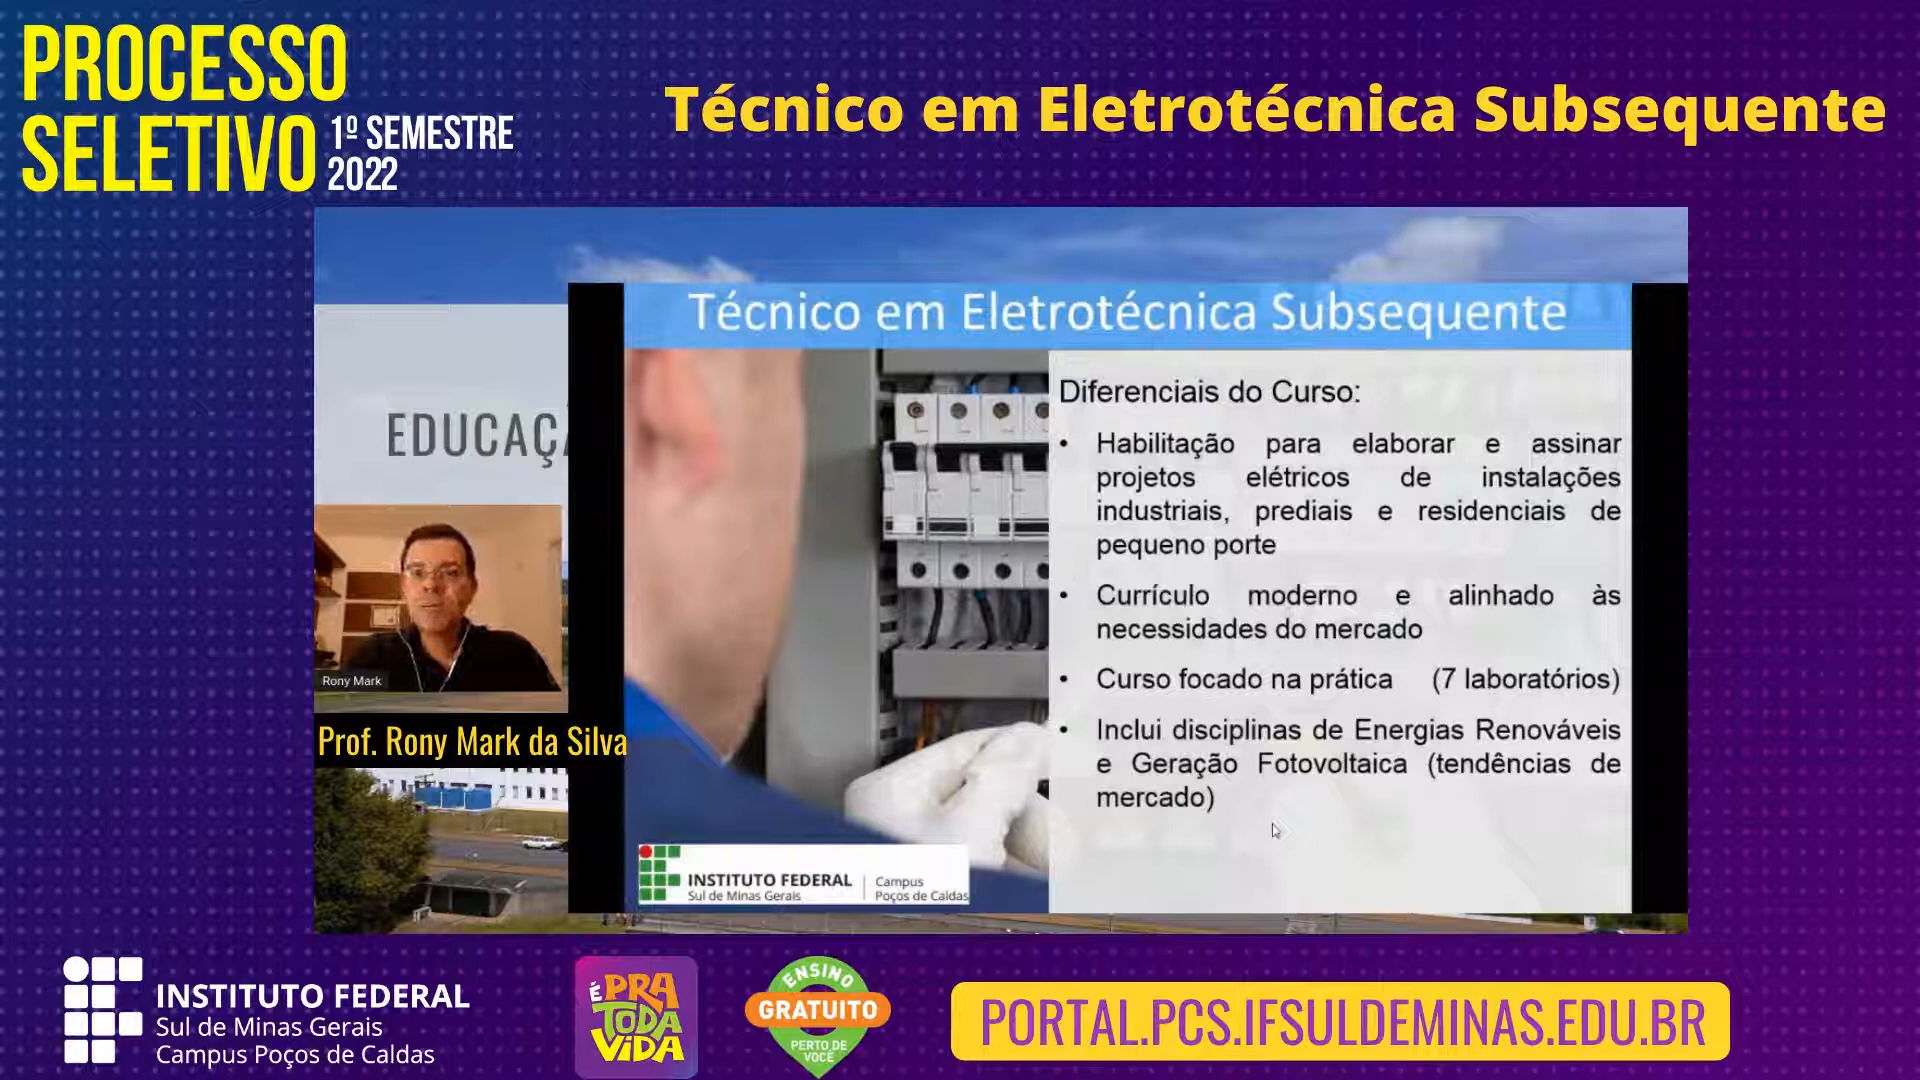 PROCESSO
SELETIVO
1º SEMESTRE
2022
Técnico em Eletrotécnica Subsequente
Técnico em Eletrotécnica Subsequente
EDUCAÇ
Diferenciais do Curso:
• Habilitação para elaborar e assinar
projetos elétricos de instalações
industriais, prediais e residenciais de
pequeno porte
• Currículo moderno e alinhado às
necessidades do mercado
• Curso focado na prática (7 laboratórios)
• Inclui disciplinas de Energias Renováveis
e Geração Fotovoltaica (tendências de
mercado)
Rony Mark
Prof. Rony Mark da Silva
INSTITUTO FEDERAL
Sul de Minas Gerais
Campus
Poços de Caldas
INSTITUTO FEDERAL
Sul de Minas Gerais
Campus Poços de Caldas
É PRA
TODA
VIDA
ENSINO
GRATUITO
PERTO DE
VOCÊ
PORTAL.PCS.IFSULDEMINAS.EDU.BR